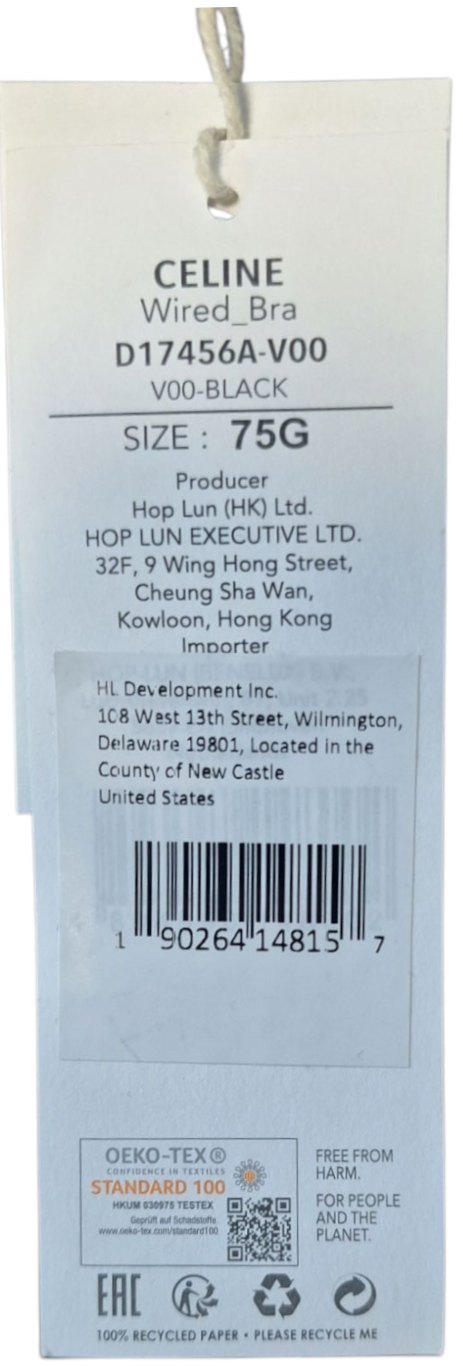 CELINE
Wired_Bra
D17456A-V00
V00-BLACK
SIZE : 75G
Producer
Hop Lun (HK) Ltd.
HOP LUN EXECUTIVE LTD.
32F, 9 Wing Hong Street,
Cheung Sha Wan,
Kowloon, Hong Kong
Importer
HL Development Inc.
108 West 13th Street, Wilmington,
Delaware 19801, Located in the
County of New Castle
United States
1 90264 14815 7
OEKO-TEX®
CONFIDENCE IN TEXTILES
STANDARD 100
HKUM 030975 TESTEX
Geprüft auf Schadstoffe.
www.oeko-tex.com/standard100
FREE FROM
HARM.
FOR PEOPLE
AND THE
PLANET.
EAC
100% RECYCLED PAPER • PLEASE RECYCLE ME